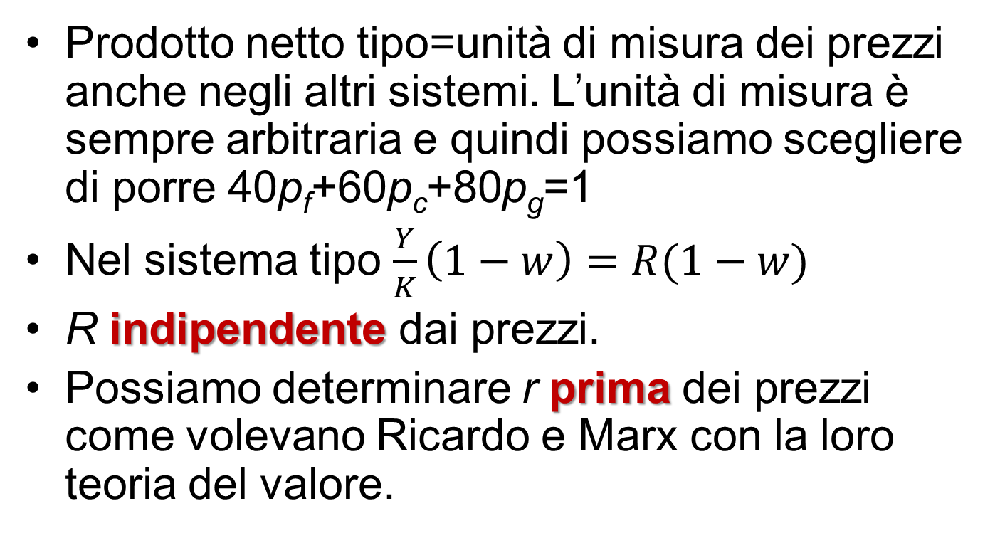 • Prodotto netto tipo=unità di misura dei prezzi
anche negli altri sistemi. L’unità di misura è
sempre arbitraria e quindi possiamo scegliere
di porre 40p_f+60p_c+80p_g=1
• Nel sistema tipo Y/K (1 − w) = R(1 − w)
• R indipendente dai prezzi.
• Possiamo determinare r prima dei prezzi
come volevano Ricardo e Marx con la loro
teoria del valore.